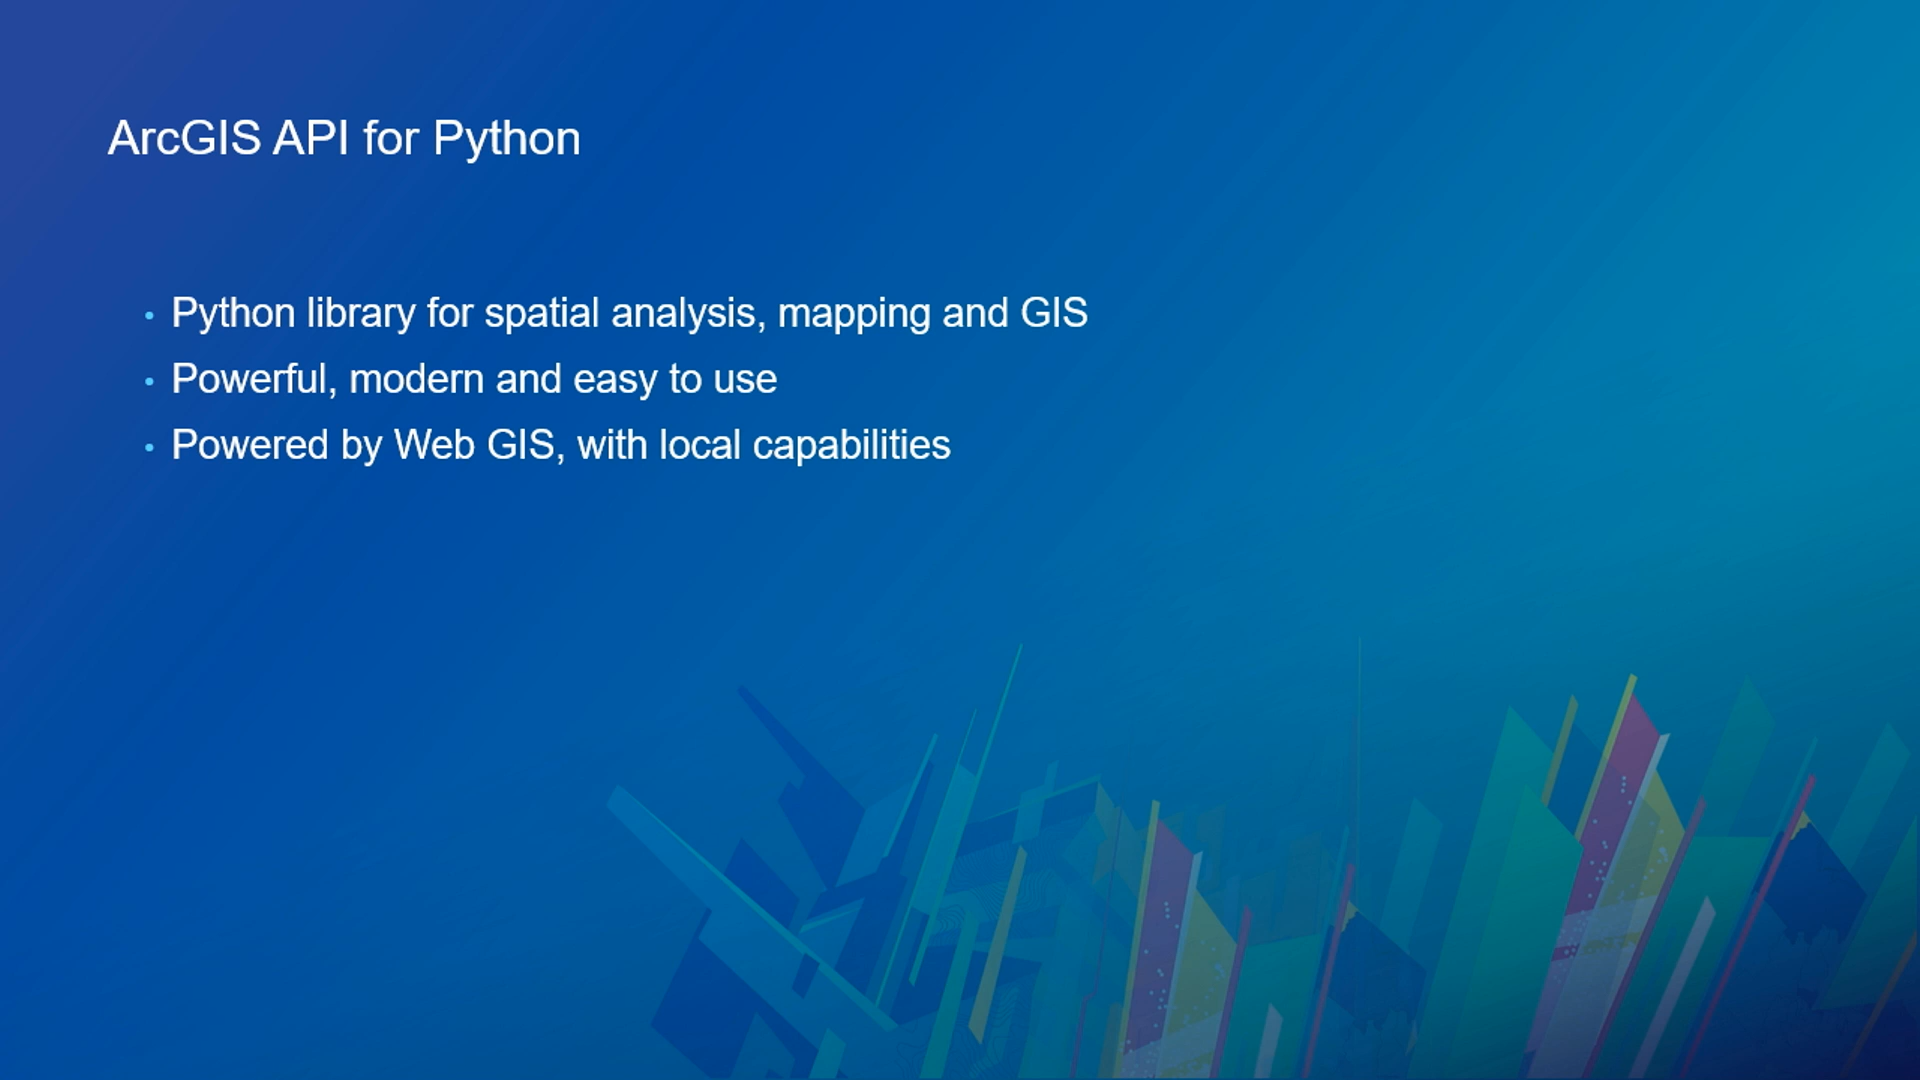 ArcGIS API for Python
• Python library for spatial analysis, mapping and GIS
• Powerful, modern and easy to use
• Powered by Web GIS, with local capabilities